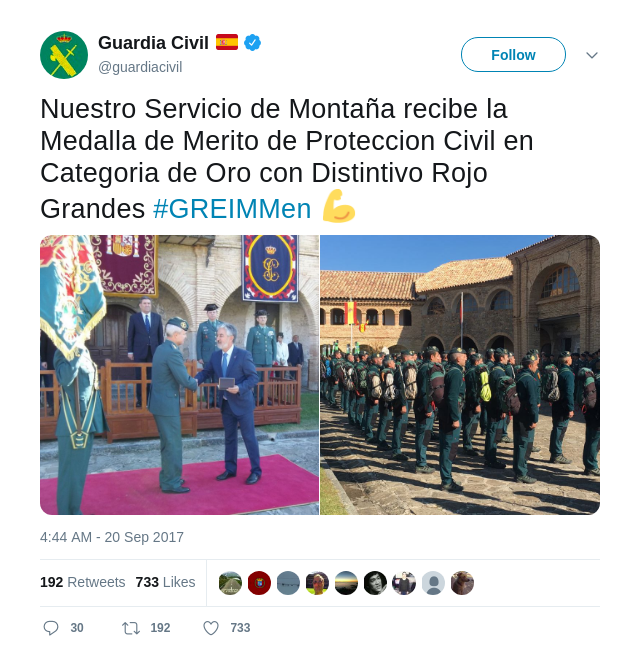 Guardia Civil 🇪🇸
@guardiacivil
Follow
Nuestro Servicio de Montaña recibe la
Medalla de Merito de Proteccion Civil en
Categoria de Oro con Distintivo Rojo
Grandes #GREIMMen 💪
4:44 AM - 20 Sep 2017
192 Retweets 733 Likes
30 192 733